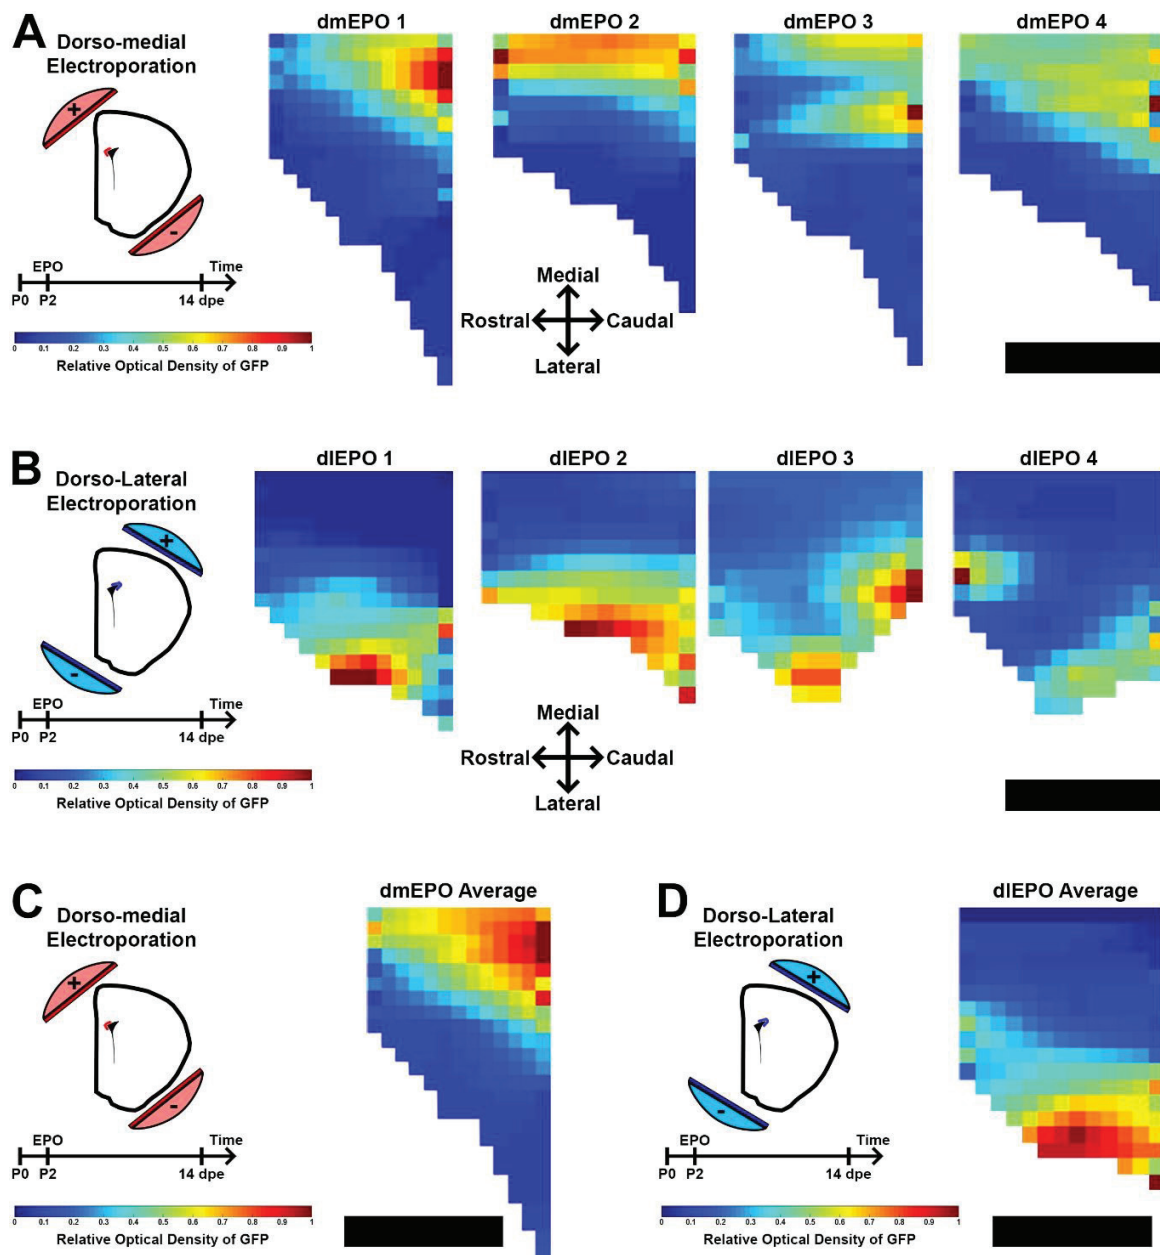 A
Dorso-medial
Electroporation
+
-
EPO
Time
P0
P2
14 dpe
0 0.1 0.2 0.3 0.4 0.5 0.6 0.7 0.8 0.9 1
Relative Optical Density of GFP
dmEPO 1
dmEPO 2
dmEPO 3
dmEPO 4
Medial
Rostral
Caudal
Lateral
B
Dorso-Lateral
Electroporation
+
-
EPO
Time
P0
P2
14 dpe
0 0.1 0.2 0.3 0.4 0.5 0.6 0.7 0.8 0.9 1
Relative Optical Density of GFP
dlEPO 1
dlEPO 2
dlEPO 3
dlEPO 4
Medial
Rostral
Caudal
Lateral
C
Dorso-medial
Electroporation
+
-
EPO
Time
P0
P2
14 dpe
0 0.1 0.2 0.3 0.4 0.5 0.6 0.7 0.8 0.9 1
Relative Optical Density of GFP
dmEPO Average
D
Dorso-Lateral
Electroporation
+
-
EPO
Time
P0
P2
14 dpe
0 0.1 0.2 0.3 0.4 0.5 0.6 0.7 0.8 0.9 1
Relative Optical Density of GFP
dlEPO Average